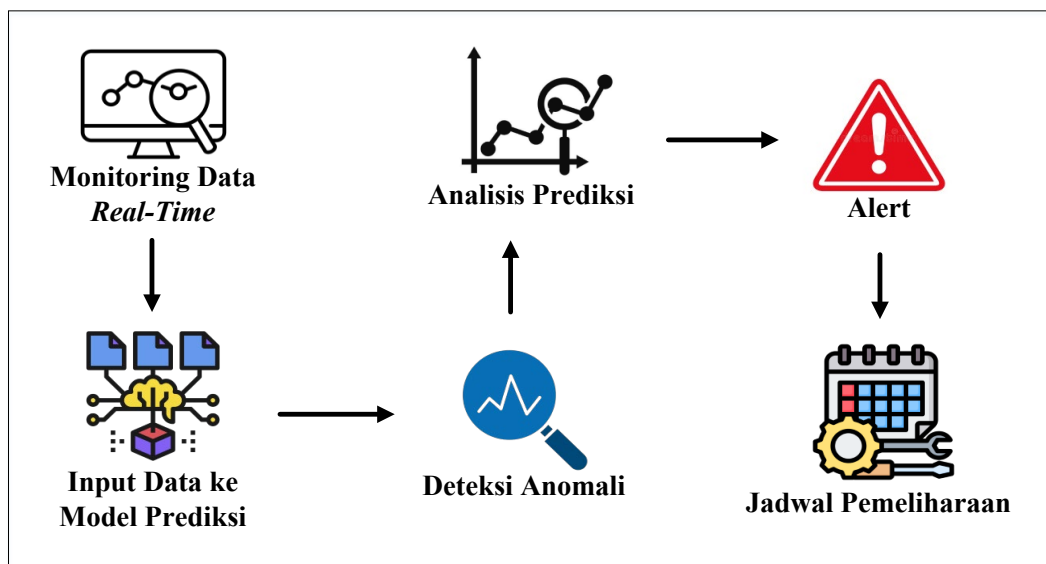 Monitoring Data
Real-Time
Input Data ke
Model Prediksi
Deteksi Anomali
Analisis Prediksi
Alert
Jadwal Pemeliharaan